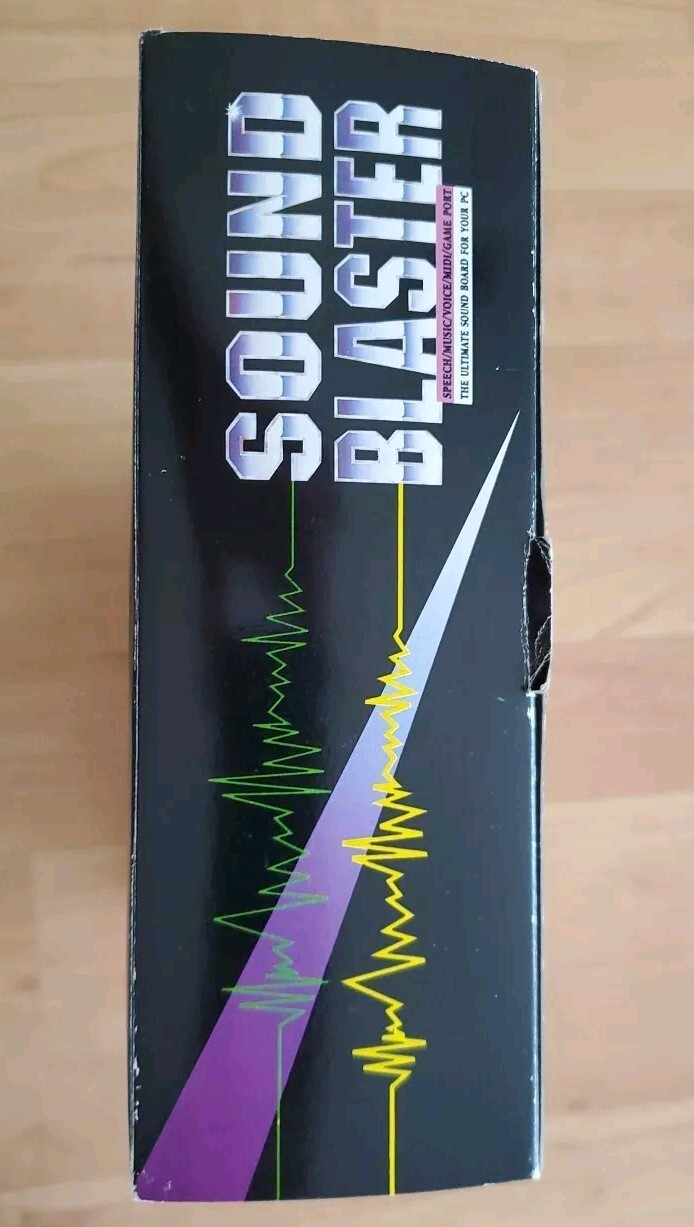 SOUND
BLASTER
SPEECH/MUSIC/VOICE/MIDI/GAME PORT
THE ULTIMATE SOUND BOARD FOR YOUR PC